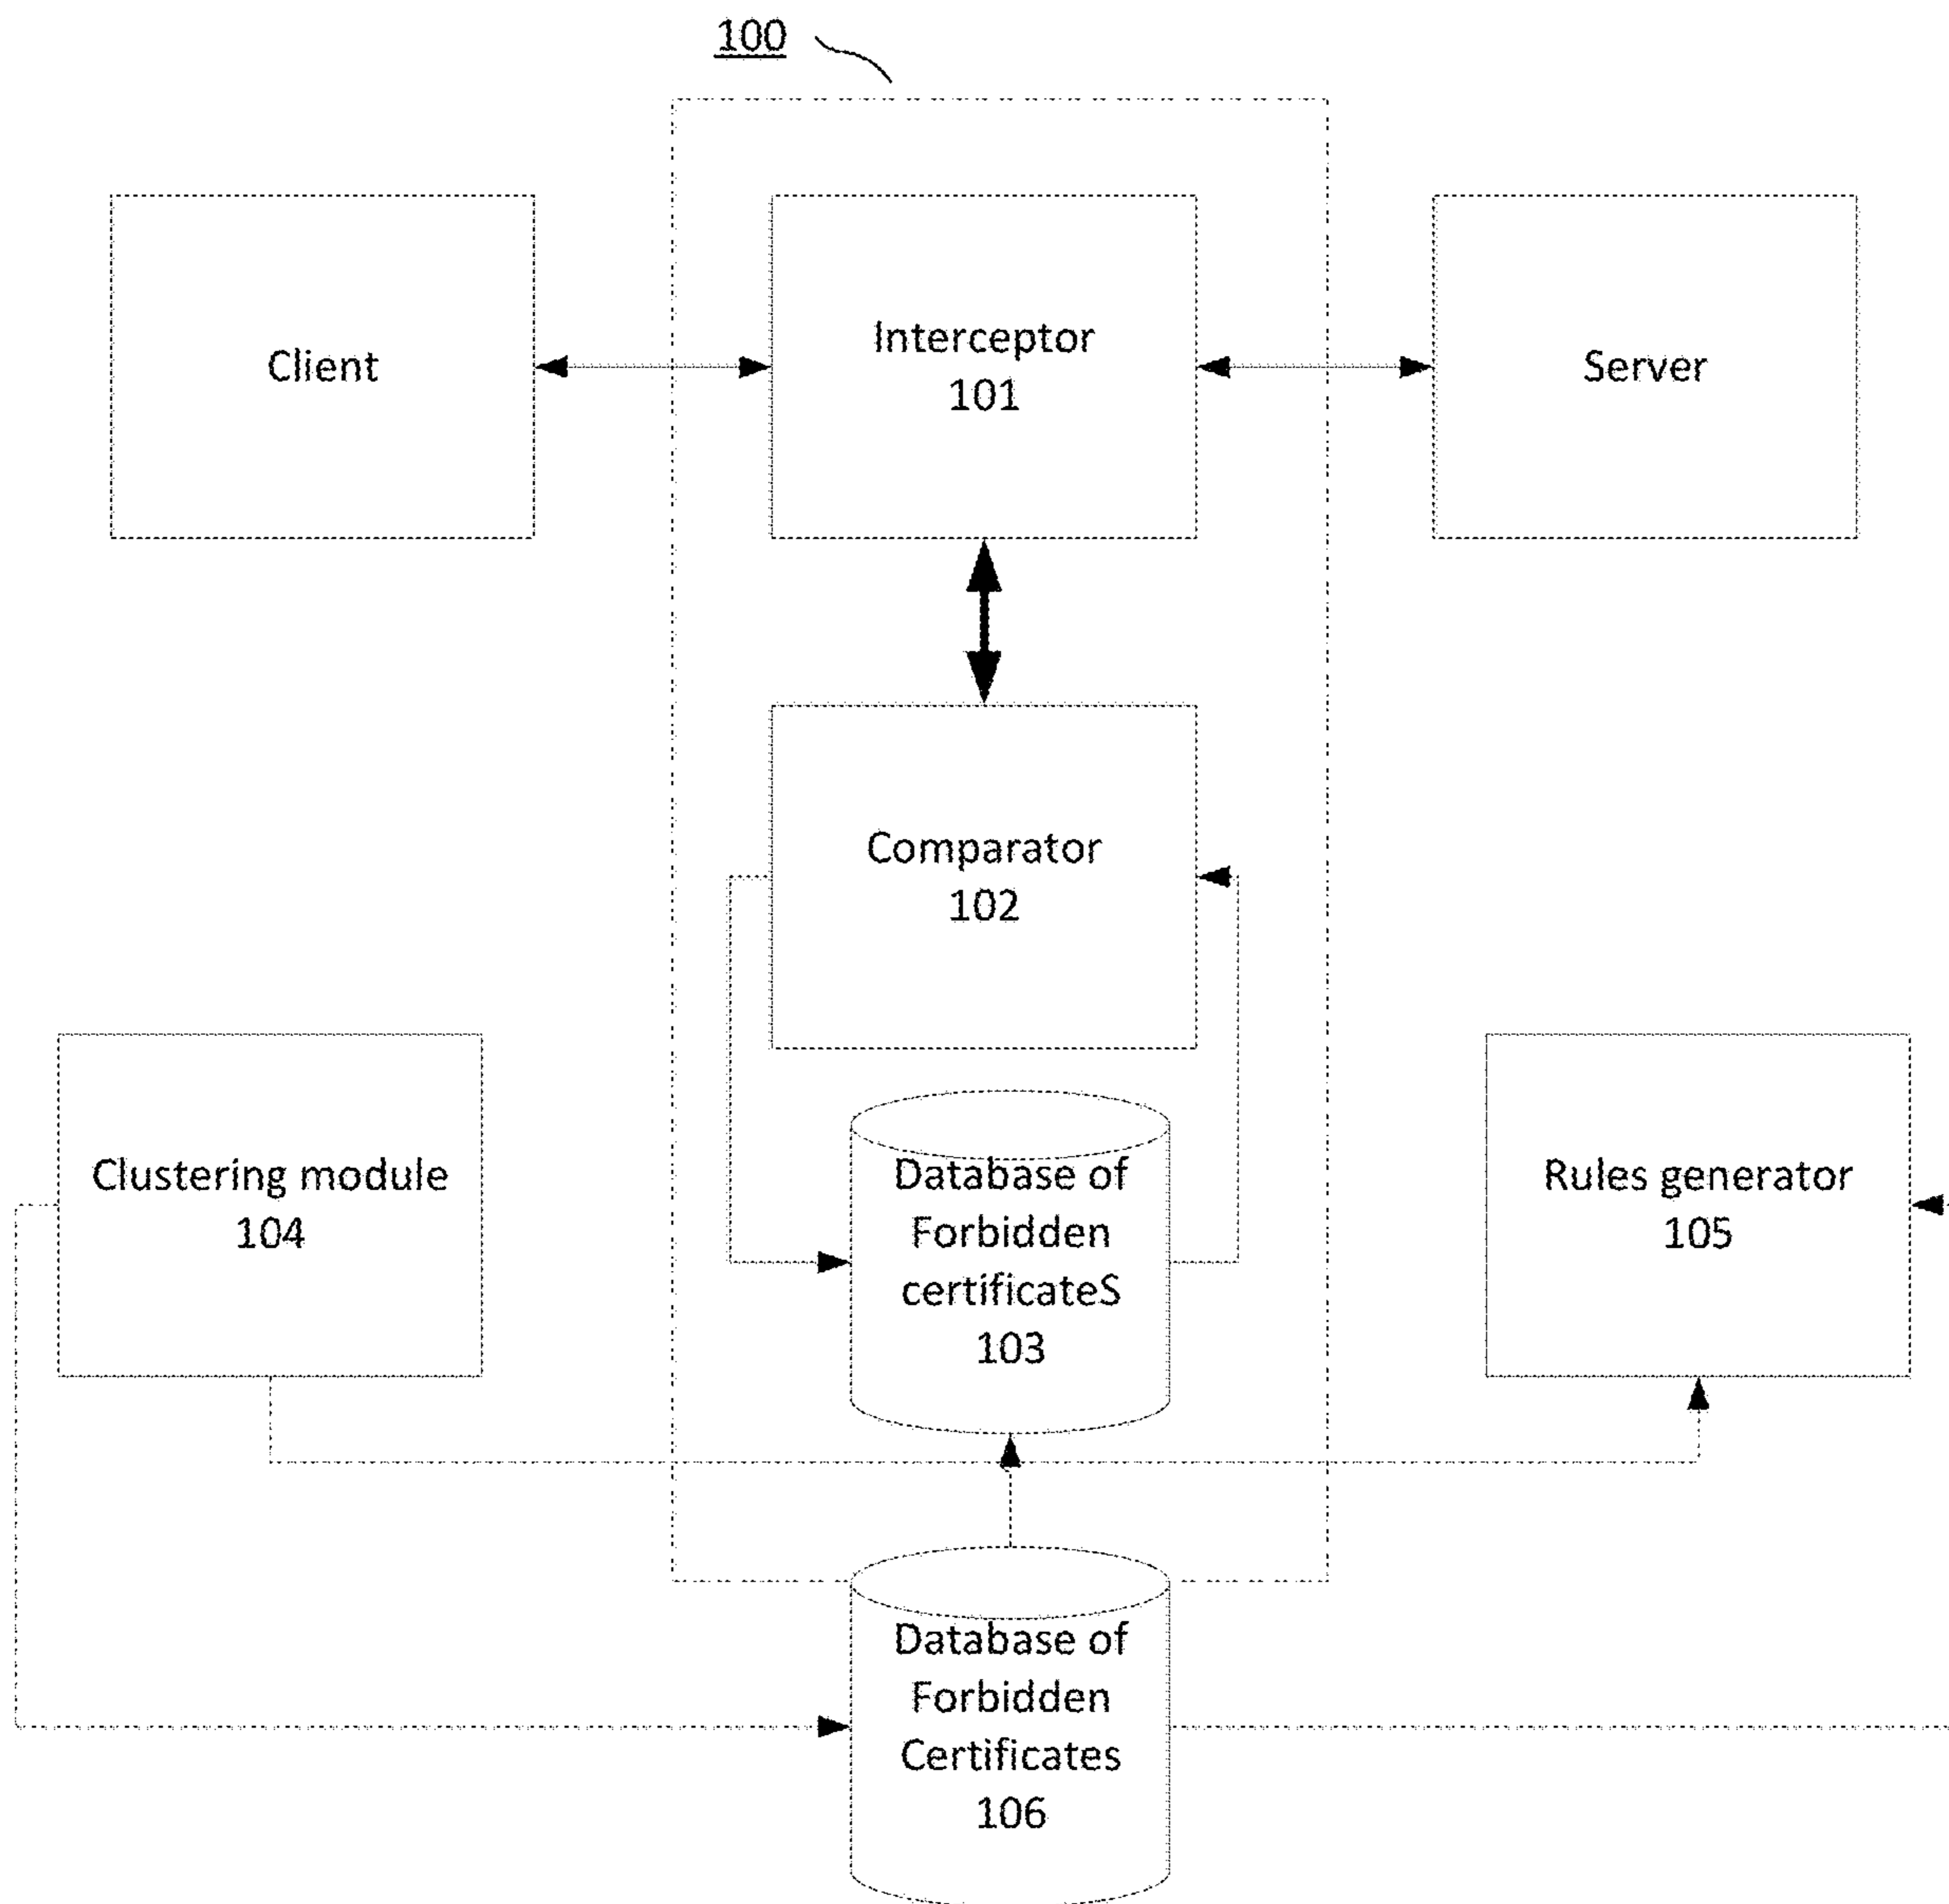 100
Client
Interceptor
101
Server
Comparator
102
Clustering module
104
Database of
Forbidden
certificateS
103
Rules generator
105
Database of
Forbidden
Certificates
106